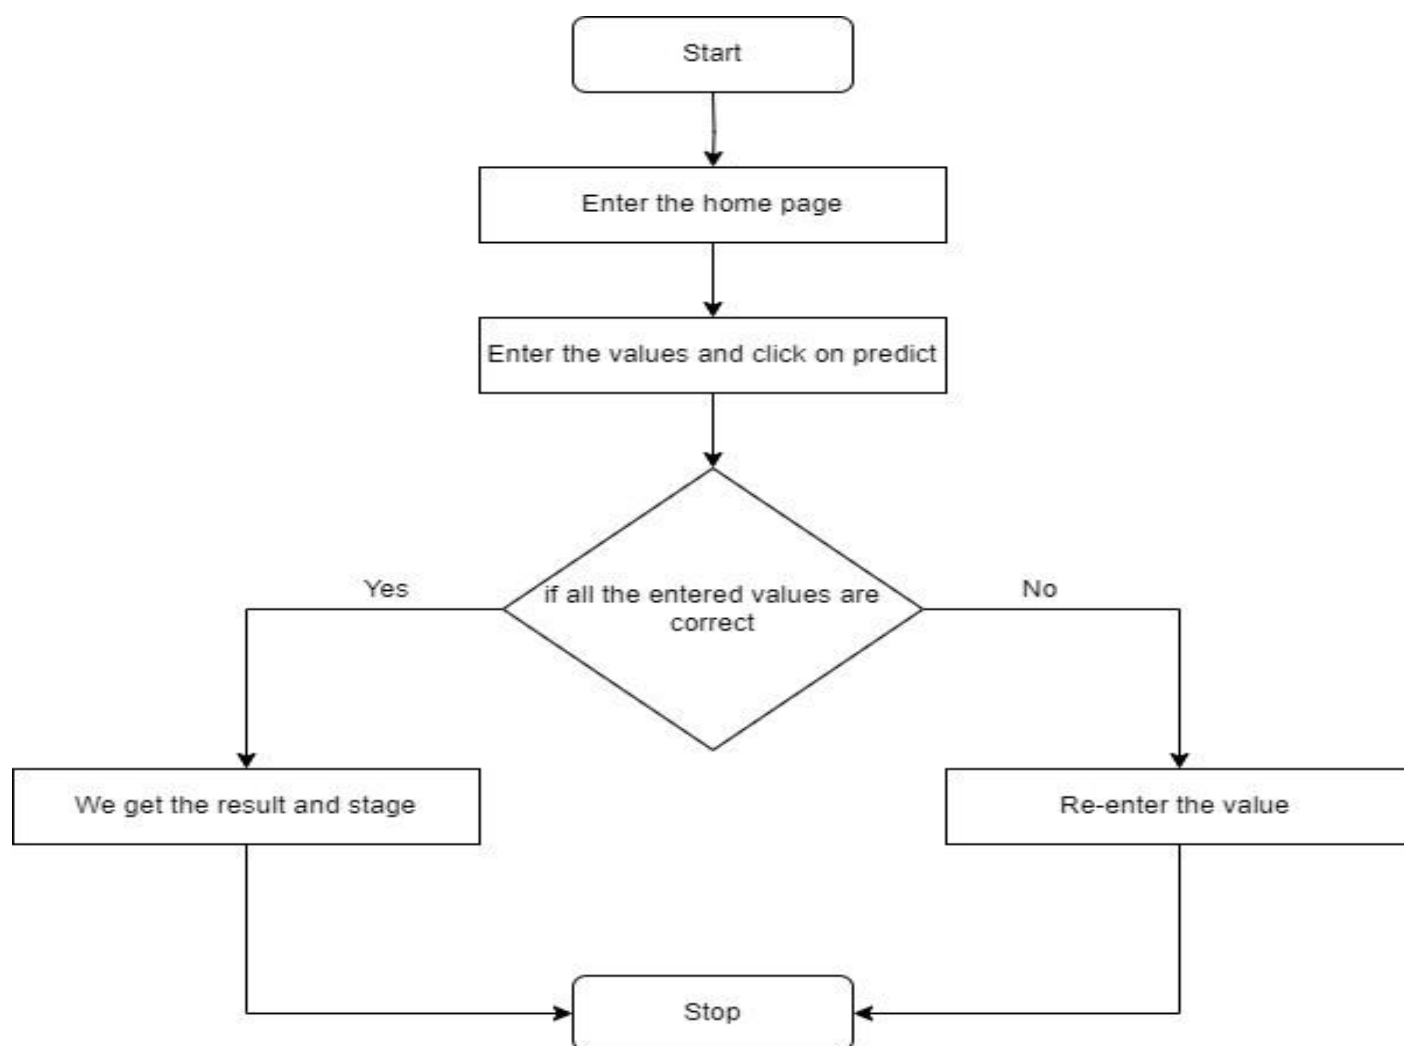 Start
Enter the home page
Enter the values and click on predict
if all the entered values are
correct
Yes
No
We get the result and stage
Re-enter the value
Stop